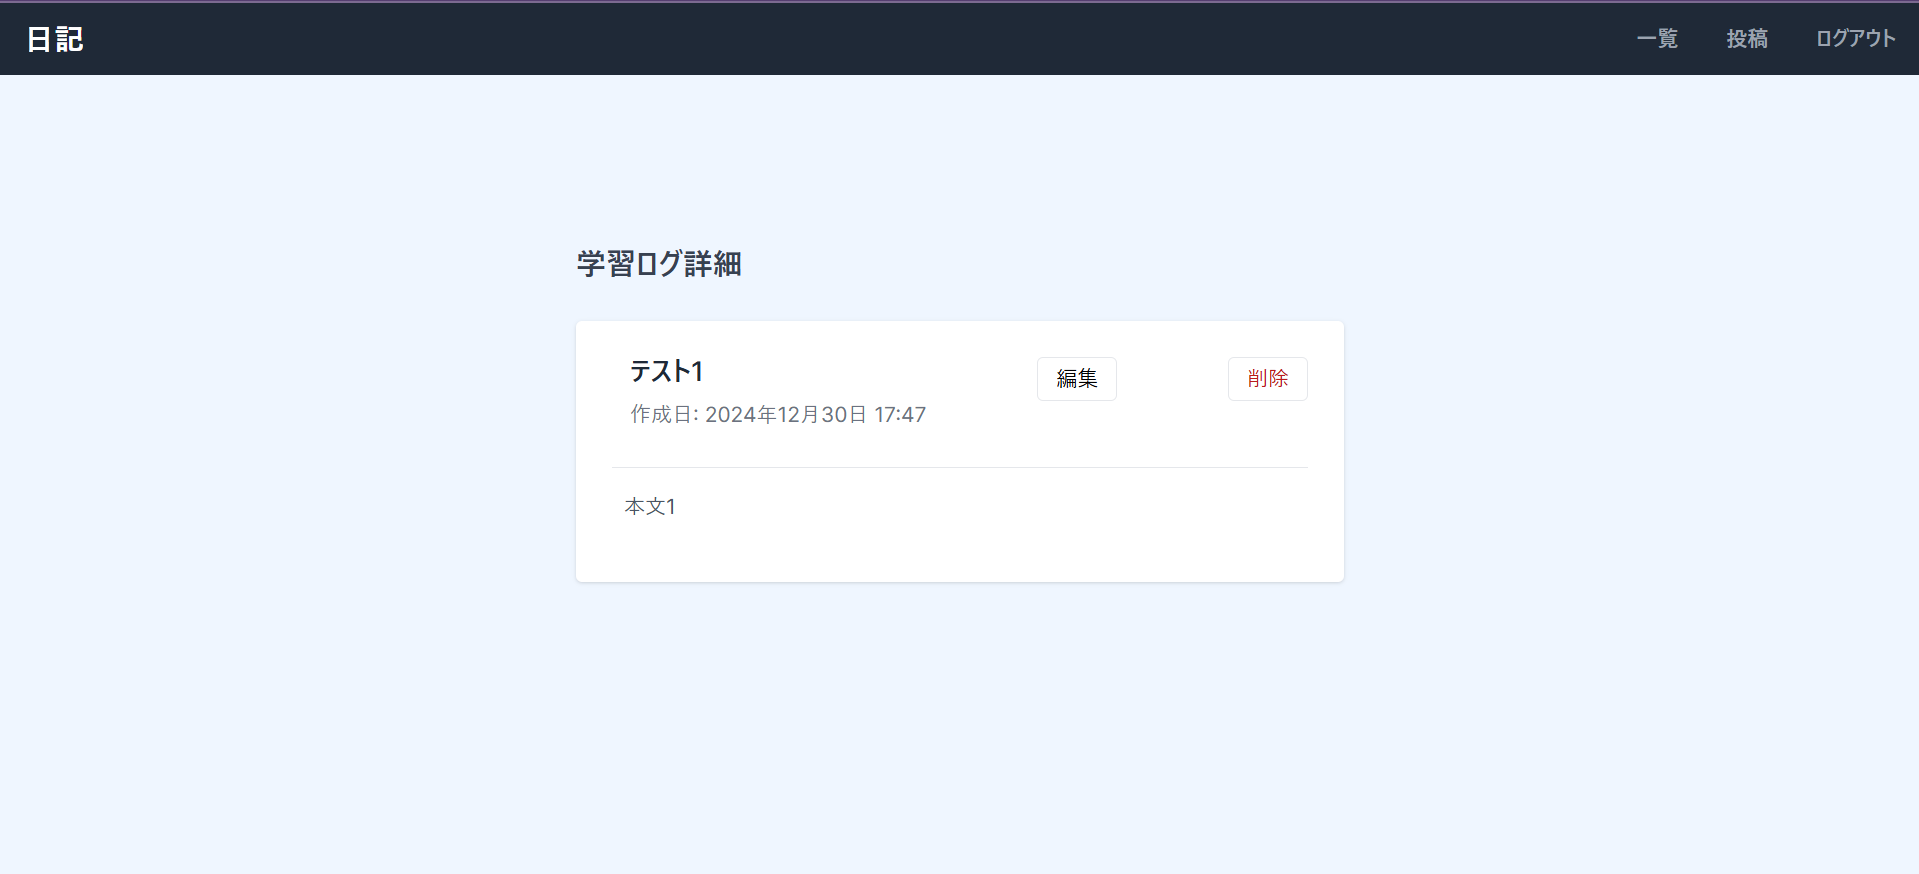 日記
一覧 投稿 ログアウト
学習ログ詳細
テスト1
編集 削除
作成日: 2024年12月30日 17:47
本文1